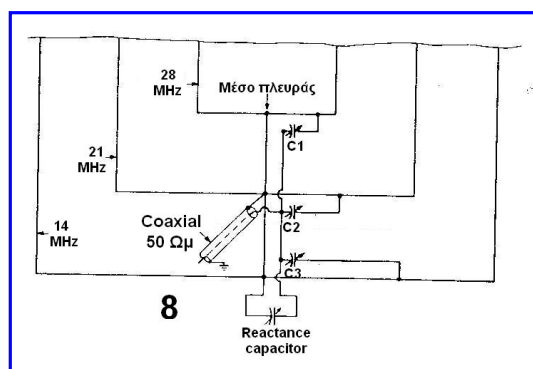 28
MHz
Μέσο πλευράς
C1
21
MHz
Coaxial
50 Ωμ
C2
14
MHz
C3
8
Reactance
capacitor